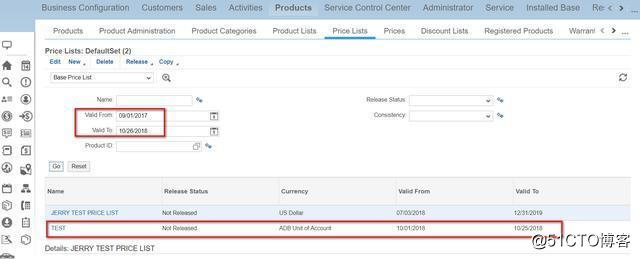 Business Configuration Customers Sales Activities Products Service Control Center Administrator Service Installed Base Re
Products Product Administration Product Categories Product Lists Price Lists Prices Discount Lists Registered Products Warran
Price Lists: DefaultSet (2)
Edit New Delete Release Copy
Base Price List
Name: Release Status:
Valid From: 09/01/2017 Consistency:
Valid To: 10/26/2018
Product ID:
Go Reset
Name Release Status Currency Valid From Valid To
JERRY TEST PRICE LIST Not Released US Dollar 07/03/2018 12/31/2019
TEST Not Released ADB Unit of Account 10/01/2018 10/25/2018
Details: JERRY TEST PRICE LIST
@51CTO博客